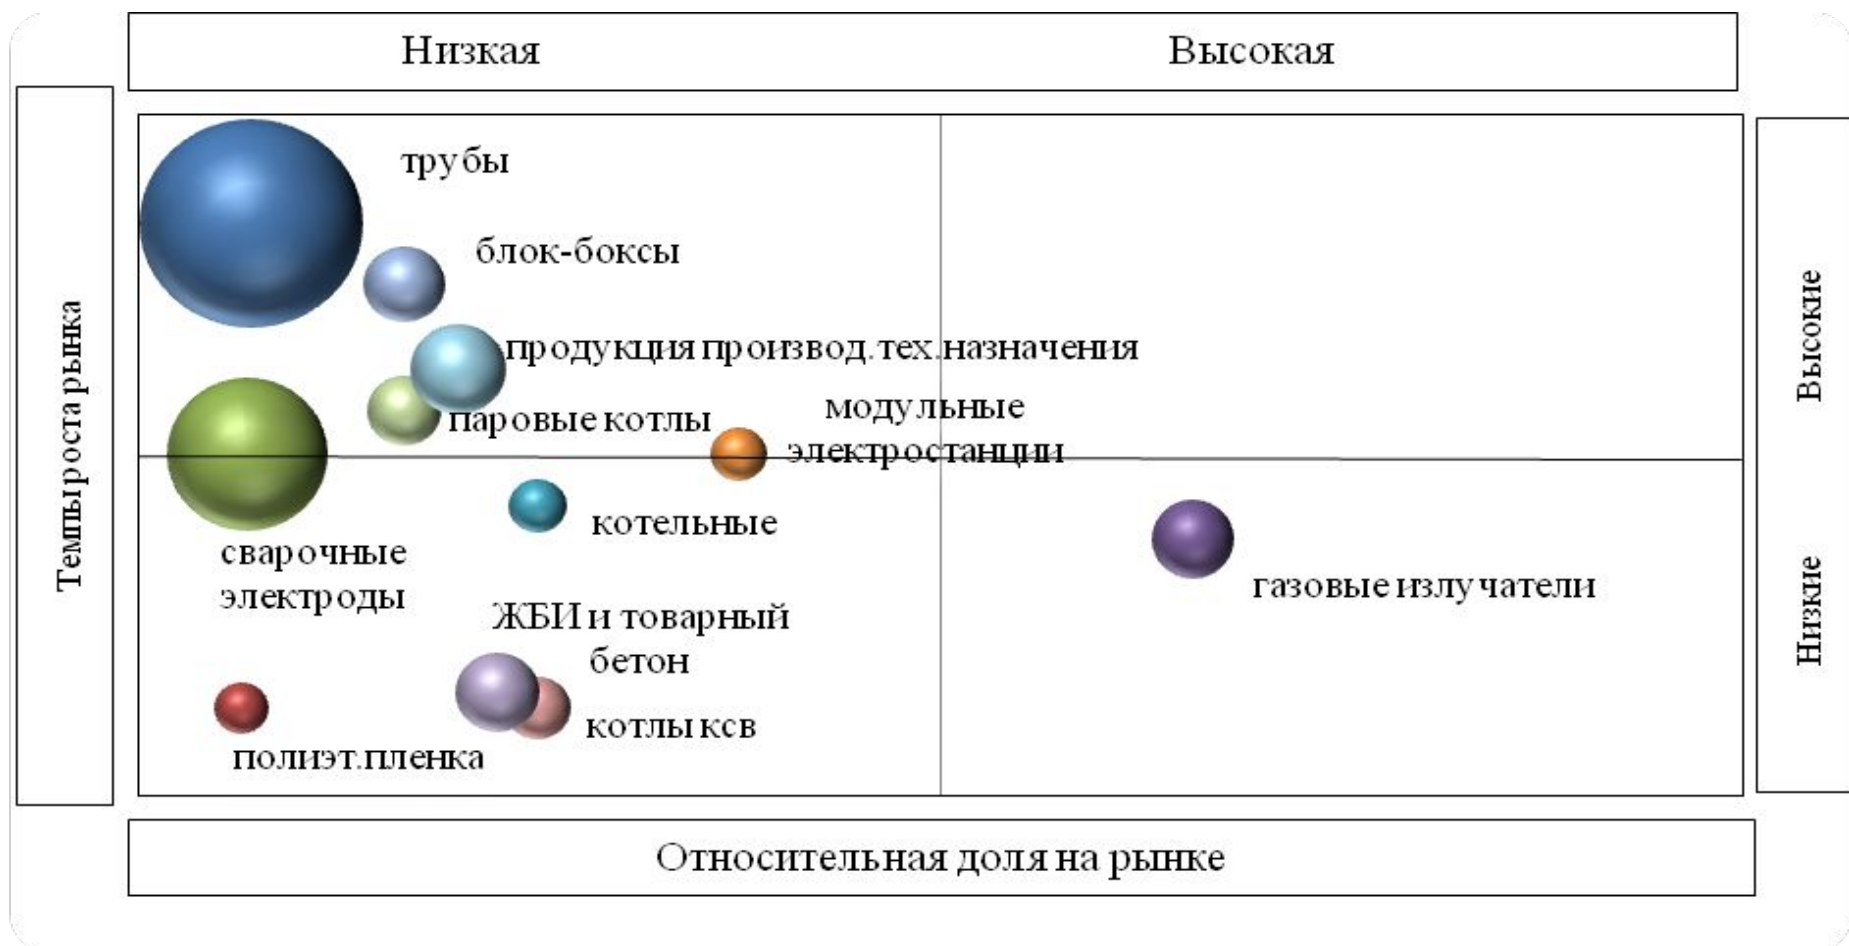 Низкая
Высокая
трубы
блок-боксы
продукция производ.тех.назначения
паровые котлы
модульные
электростанции
котельные
сварочные
электроды
газовые излучатели
ЖБИ и товарный
бетон
котлы ксв
полиэт.пленка
Темпы роста рынка
Высокие
Низкие
Относительная доля на рынке